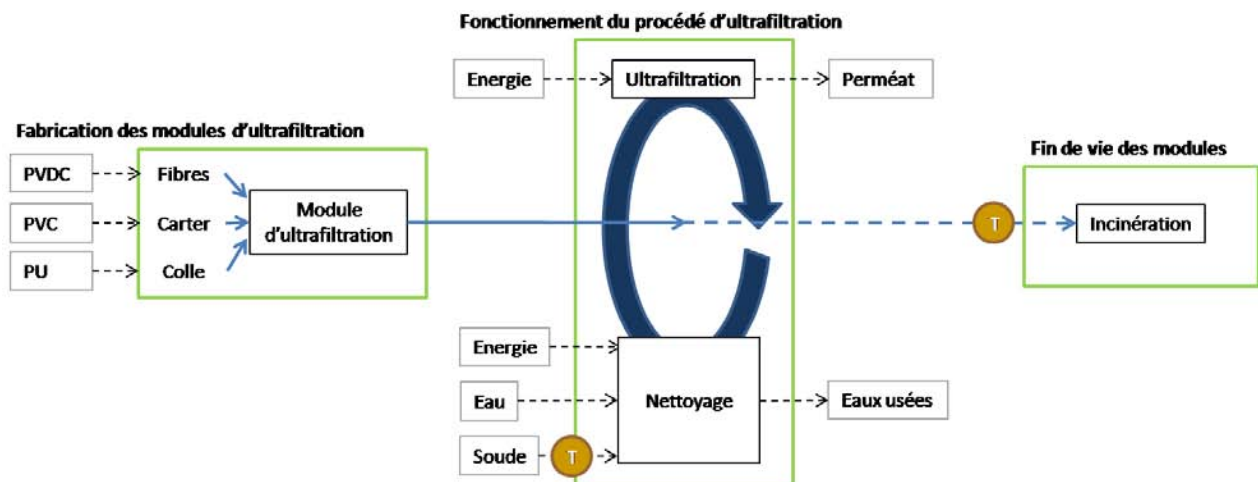 Fonctionnement du procédé d'ultrafiltration
Energie
Ultrafiltration
Perméat
Fabrication des modules d'ultrafiltration
PVDC
Fibres
PVC
Carter
PU
Colle
Module
d'ultrafiltration
Fin de vie des modules
T
Incinération
Energie
Eau
Soude
T
Nettoyage
Eaux usées